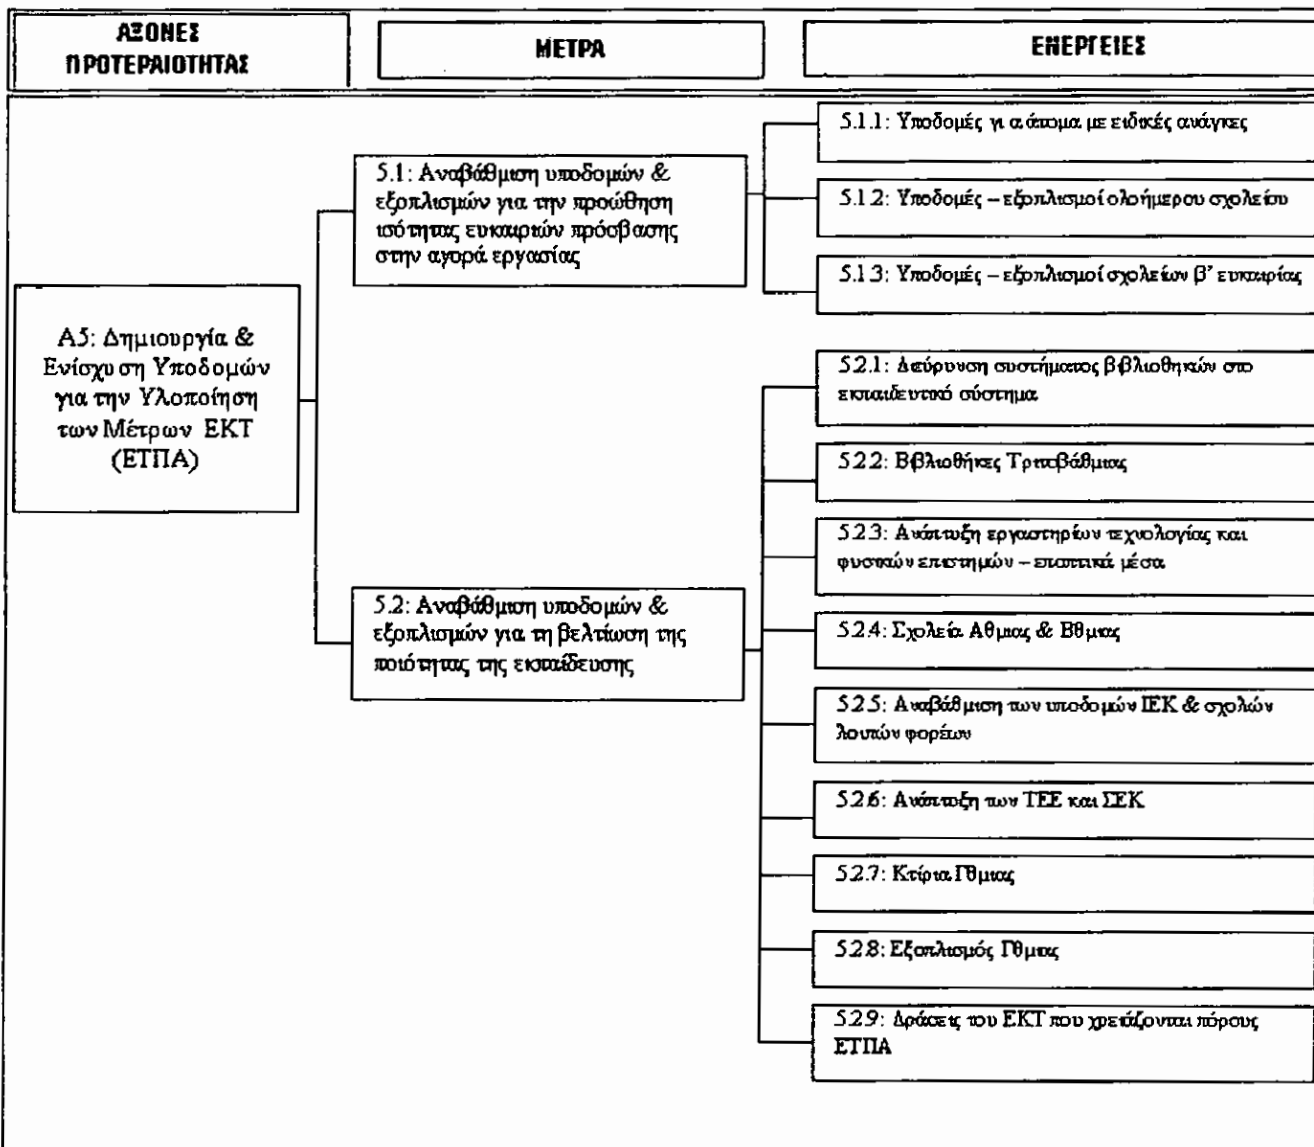 ΑΞΟΝΕΣ
ΠΡΟΤΕΡΑΙΟΤΗΤΑΣ
ΜΕΤΡΑ
ΕΝΕΡΓΕΙΕΣ
Α5: Δημιουργία &
Ενίσχυση Υποδομών
για την Υλοποίηση
των Μέτρων ΕΚΤ
(ΕΤΠΑ)
5.1: Αναβάθμιση υποδομών &
εξοπλισμών για την προώθηση
ισότητας ευκαιριών πρόσβασης
στην αγορά εργασίας
5.1.1: Υποδομές για άτομα με ειδικές ανάγκες
5.1.2: Υποδομές – εξοπλισμοί ολοήμερου σχολείου
5.1.3: Υποδομές – εξοπλισμοί σχολείων β' ευκαιρίας
5.2: Αναβάθμιση υποδομών &
εξοπλισμών για τη βελτίωση της
ποιότητας της εκπαίδευσης
5.2.1: Διεύρυνση συστήματος βιβλιοθηκών στο
εκπαιδευτικό σύστημα
5.2.2: Βιβλιοθήκες Τριτοβάθμιας
5.2.3: Ανάπτυξη εργαστηρίων τεχνολογίας και
φυσικών επιστημών – εποπτικά μέσα
5.2.4: Σχολεία Αθμιας & Βθμιας
5.2.5: Αναβάθμιση των υποδομών ΙΕΚ & σχολών
λοιπών φορέων
5.2.6: Ανάπτυξη των ΤΕΕ και ΣΕΚ
5.2.7: Κτίρια Γθμιας
5.2.8: Εξοπλισμός Γθμιας
5.2.9: Δράσεις του ΕΚΤ που χρειάζονται πόρους
ΕΤΠΑ